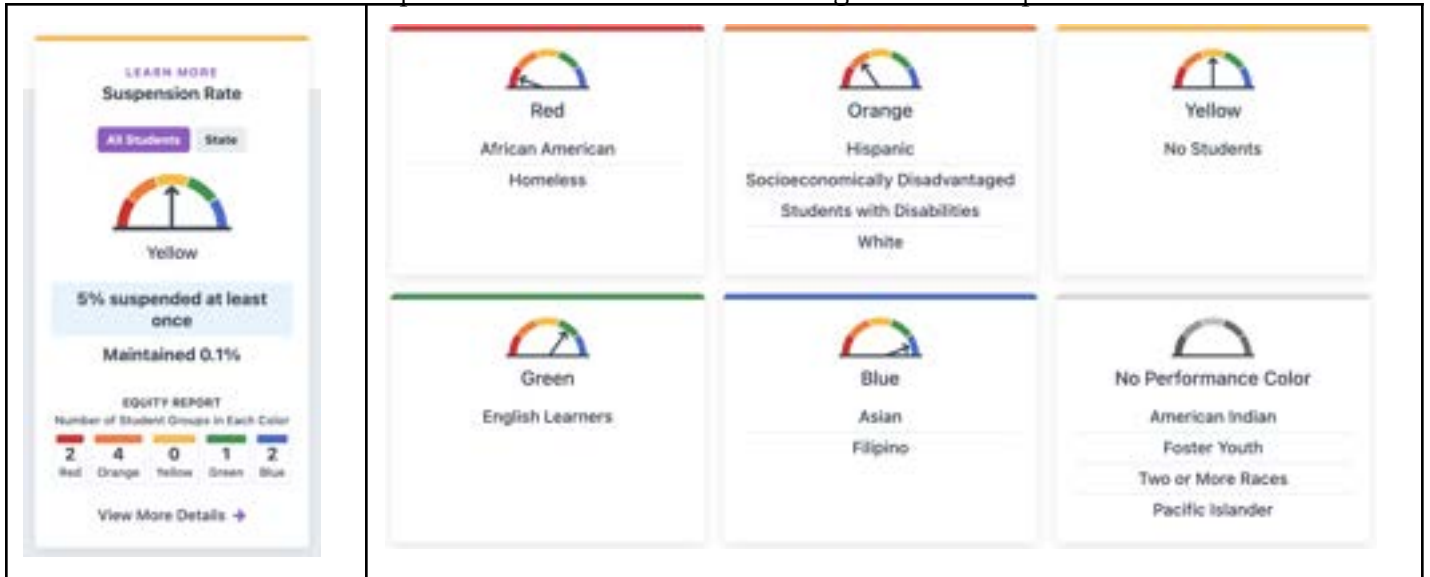 LEARN MORE
Suspension Rate
All Students State
Yellow
5% suspended at least
once
Maintained 0.1%
EQUITY REPORT
Number of Student Groups in Each Color
2 4 0 1 2
Red Orange Yellow Green Blue
View More Details →
Red
African American
Homeless
Orange
Hispanic
Socioeconomically Disadvantaged
Students with Disabilities
White
Yellow
No Students
Green
English Learners
Blue
Asian
Filipino
No Performance Color
American Indian
Foster Youth
Two or More Races
Pacific Islander